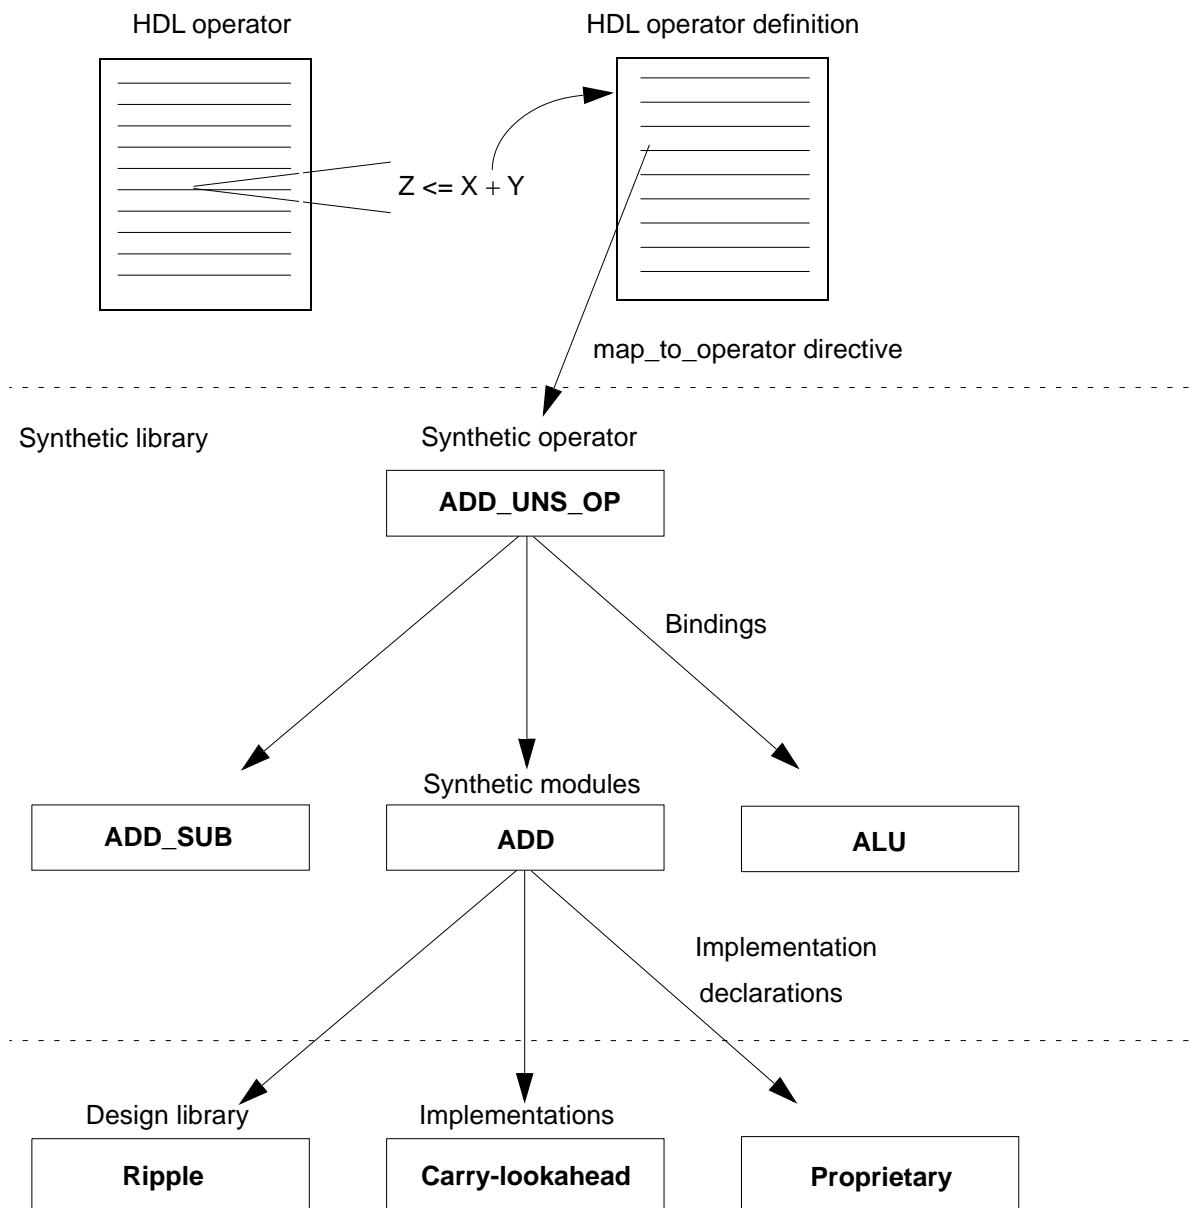 HDL operator
HDL operator definition
Z <= X + Y
map_to_operator directive
Synthetic library
Synthetic operator
ADD_UNS_OP
Bindings
Synthetic modules
ADD_SUB
ADD
ALU
Implementation
declarations
Design library
Implementations
Ripple
Carry-lookahead
Proprietary